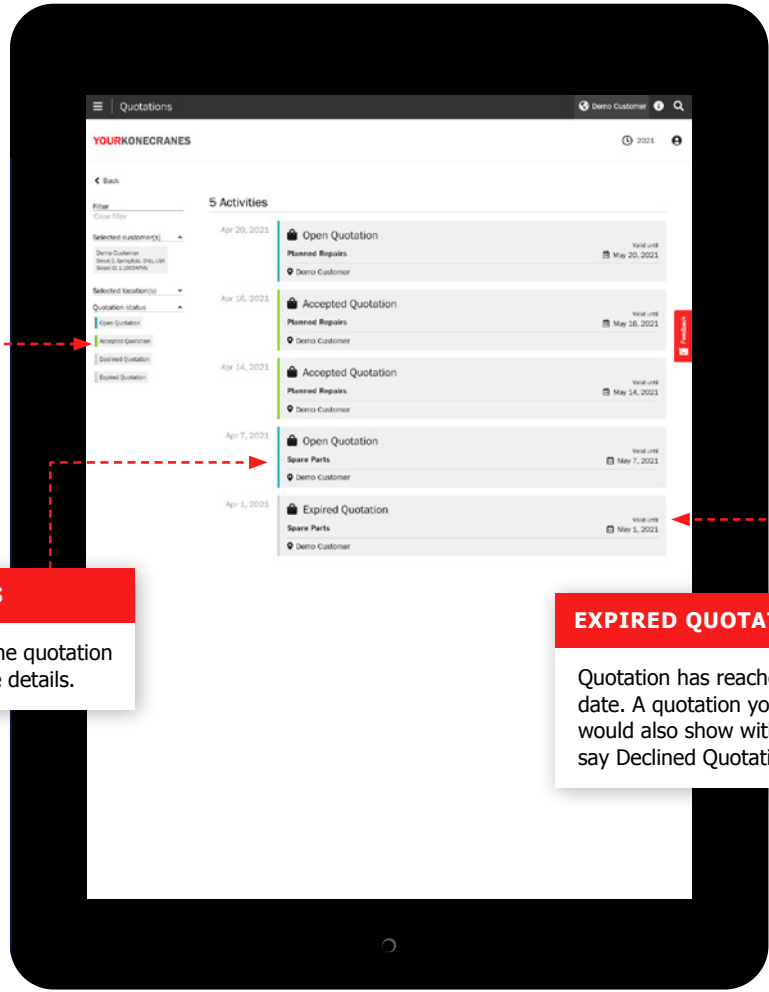 Quotations
Demo Customer
YOURKONECRANES
2021
Back
Filter
Clear filter
Selected customer(s)
Demo Customer
Selected location(s)
Quotation status
Open Quotation
Accepted Quotation
Declined Quotation
Expired Quotation
5 Activities
Apr 20, 2021
Open Quotation
Planned Repairs
Valid until
May 20, 2021
Demo Customer
Apr 16, 2021
Accepted Quotation
Planned Repairs
Valid until
May 16, 2021
Demo Customer
Apr 14, 2021
Accepted Quotation
Planned Repairs
Valid until
May 14, 2021
Demo Customer
Apr 7, 2021
Open Quotation
Spare Parts
Valid until
May 7, 2021
Demo Customer
Apr 1, 2021
Expired Quotation
Spare Parts
Valid until
May 1, 2021
Demo Customer
Feedback
S
he quotation
e details.
EXPIRED QUOTAT
Quotation has reache
date. A quotation yo
would also show wit
say Declined Quotati